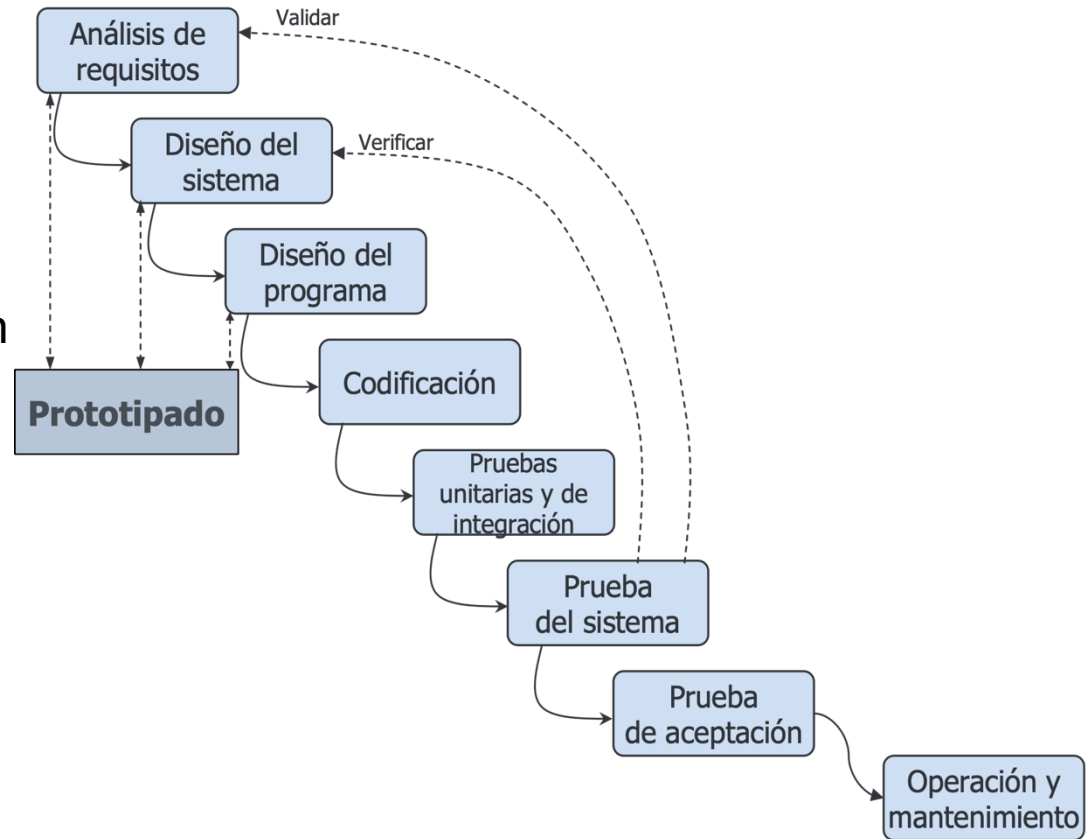 Validar
Análisis de
requisitos
Diseño del
sistema
Verificar
Diseño del
programa
n
Prototipado
Codificación
Pruebas
unitarias y de
integración
Prueba
del sistema
Prueba
de aceptación
Operación y
mantenimiento